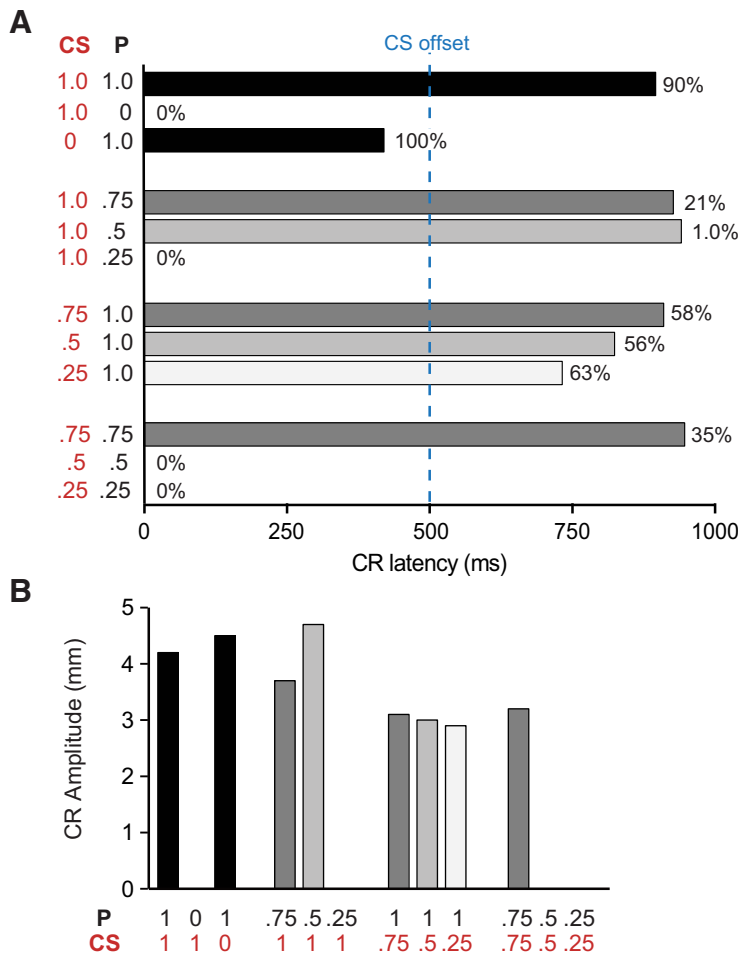 A
CS P CS offset
1.0 1.0 90%
1.0 0 0%
0 1.0 100%
1.0 .75 21%
1.0 .5 1.0%
1.0 .25 0%
.75 1.0 58%
.5 1.0 56%
.25 1.0 63%
.75 .75 35%
.5 .5 0%
.25 .25 0%
0 250 500 750 1000
CR latency (ms)
B
CR Amplitude (mm)
5
4
3
2
1
0
P 1 0 1 .75 .5 .25 1 1 1 .75 .5 .25
CS 1 1 0 1 1 1 .75 .5 .25 .75 .5 .25